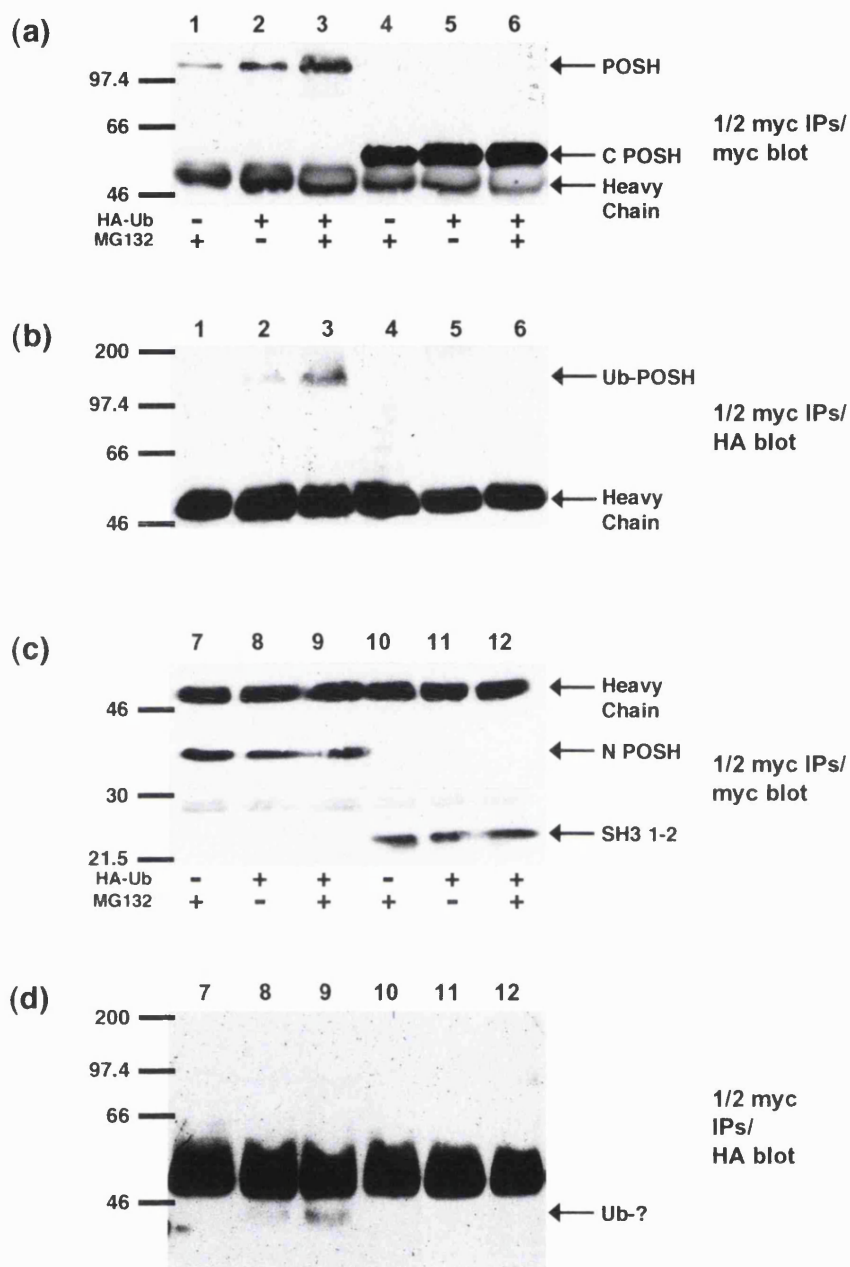 (a)
1 2 3 4 5 6
97.4
66
46
POSH
C POSH
Heavy
Chain
1/2 myc IPs/
myc blot
HA-Ub - + + - + +
MG132 + - + + - +
(b)
1 2 3 4 5 6
200
97.4
66
46
Ub-POSH
Heavy
Chain
1/2 myc IPs/
HA blot
(c)
7 8 9 10 11 12
46
30
21.5
Heavy
Chain
N POSH
SH3 1-2
1/2 myc IPs/
myc blot
HA-Ub - + + - + +
MG132 + - + + - +
(d)
7 8 9 10 11 12
200
97.4
66
46
Ub-?
1/2 myc
IPs/
HA blot